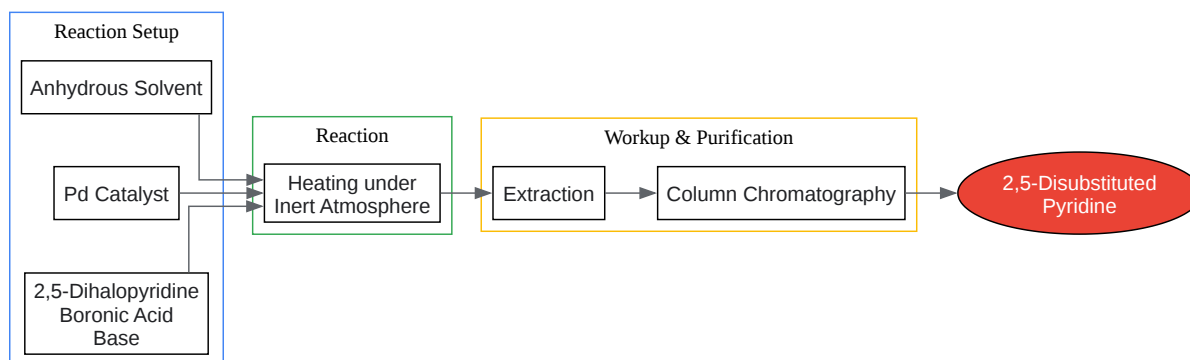 Reaction Setup
Anhydrous Solvent
Pd Catalyst
2,5-Dihalopyridine
Boronic Acid
Base
Reaction
Heating under
Inert Atmosphere
Workup & Purification
Extraction
Column Chromatography
2,5-Disubstituted
Pyridine